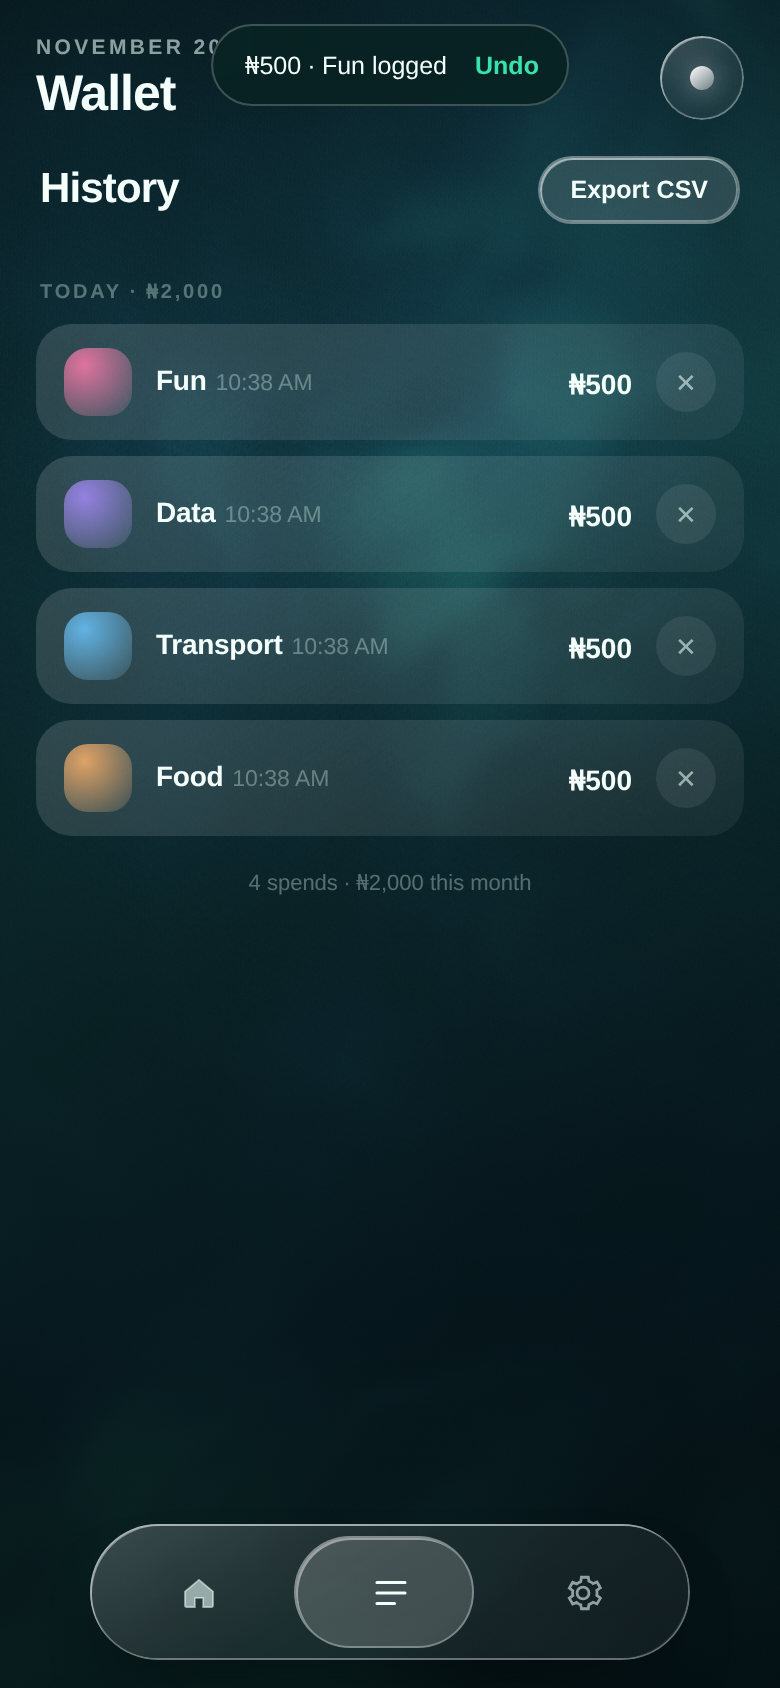 NOVEMBER 20
Wallet
₦500 · Fun logged Undo
History
Export CSV
TODAY · ₦2,000
Fun 10:38 AM ₦500 ✕
Data 10:38 AM ₦500 ✕
Transport 10:38 AM ₦500 ✕
Food 10:38 AM ₦500 ✕
4 spends · ₦2,000 this month